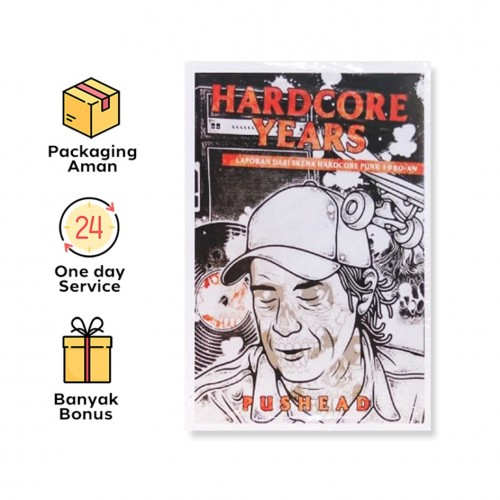 Packaging
Aman
24
One day
Service
Banyak
Bonus
HARDCORE
YEARS
LAPORAN DARI SKENA HARDCORE PUNK 1980-AN
PUSHEAD